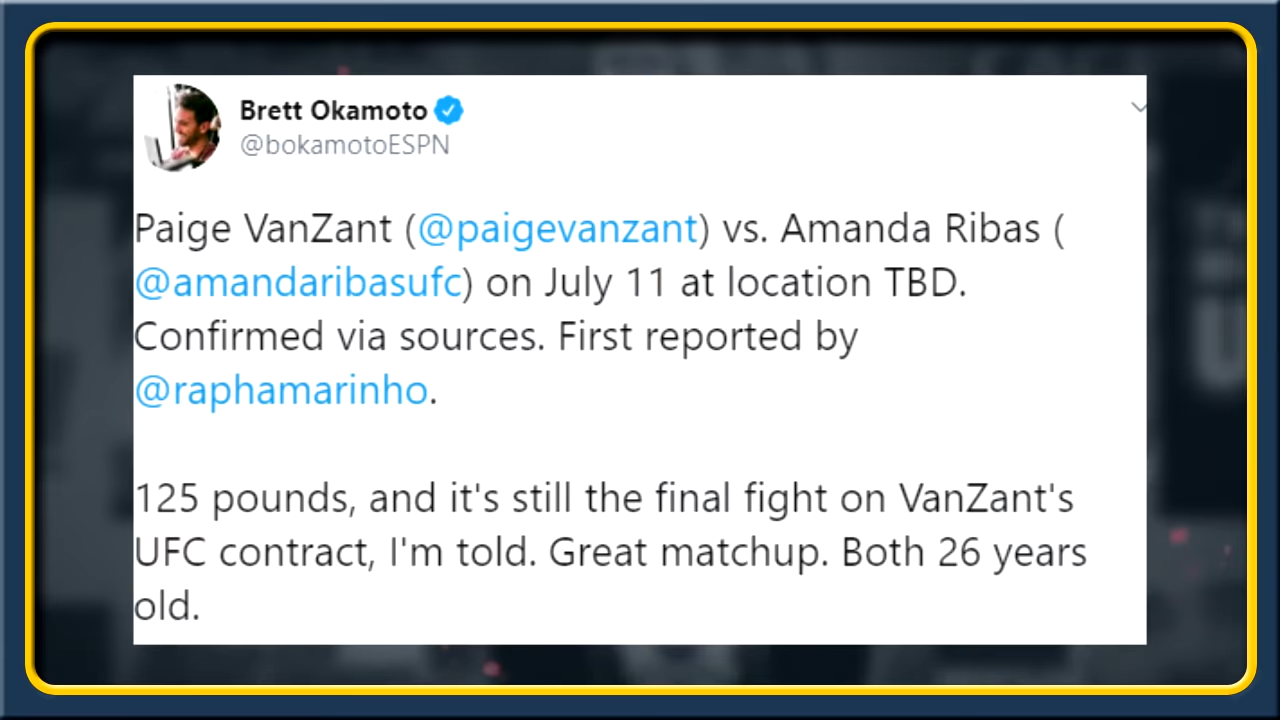 Brett Okamoto
@bokamotoESPN
Paige VanZant (@paigevanzant) vs. Amanda Ribas (
@amandaribasufc) on July 11 at location TBD.
Confirmed via sources. First reported by
@raphamarinho.
125 pounds, and it's still the final fight on VanZant's
UFC contract, I'm told. Great matchup. Both 26 years
old.